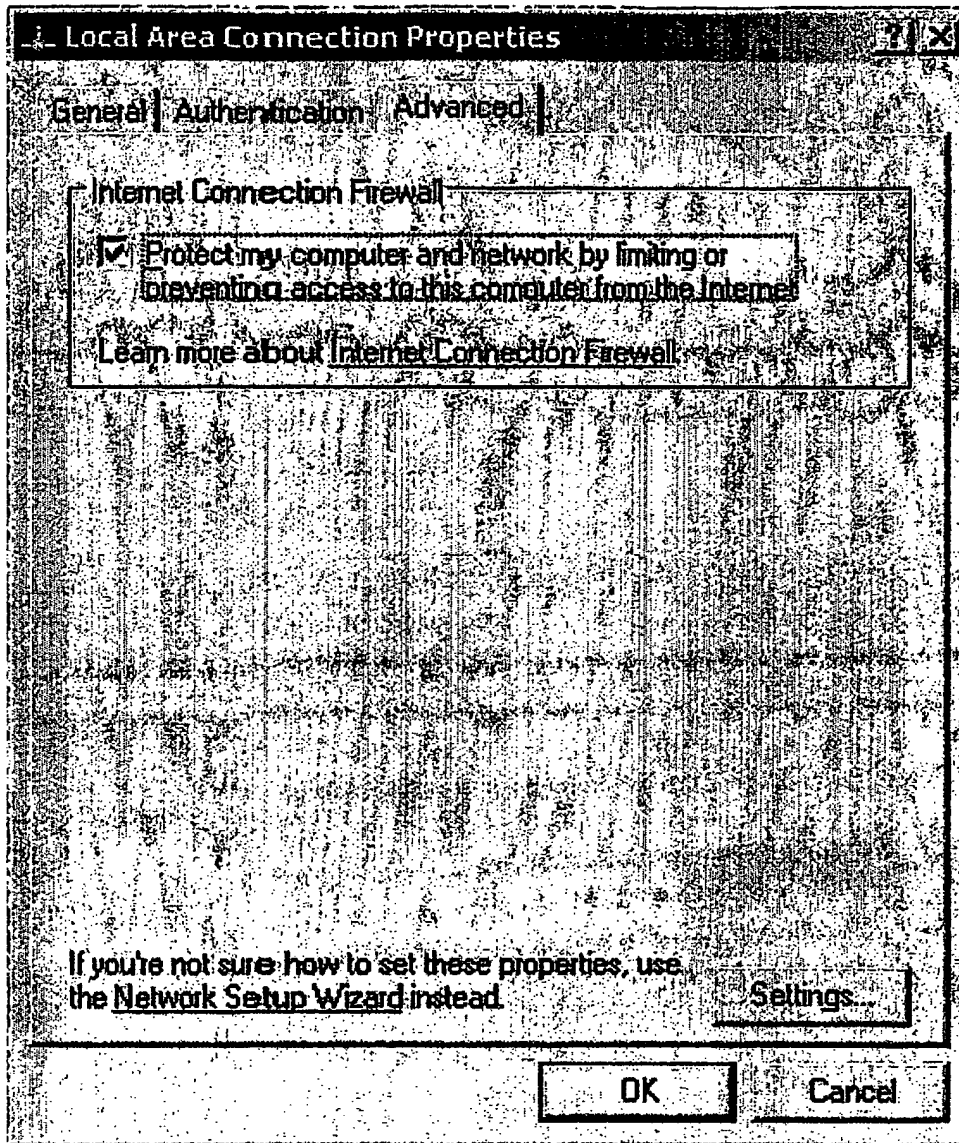 Local Area Connection Properties
General Authentication Advanced
Internet Connection Firewall
Protect my computer and network by limiting or
preventing access to this computer from the Internet
Learn more about Internet Connection Firewall.
If you're not sure how to set these properties, use
the Network Setup Wizard instead.
Settings...
OK Cancel